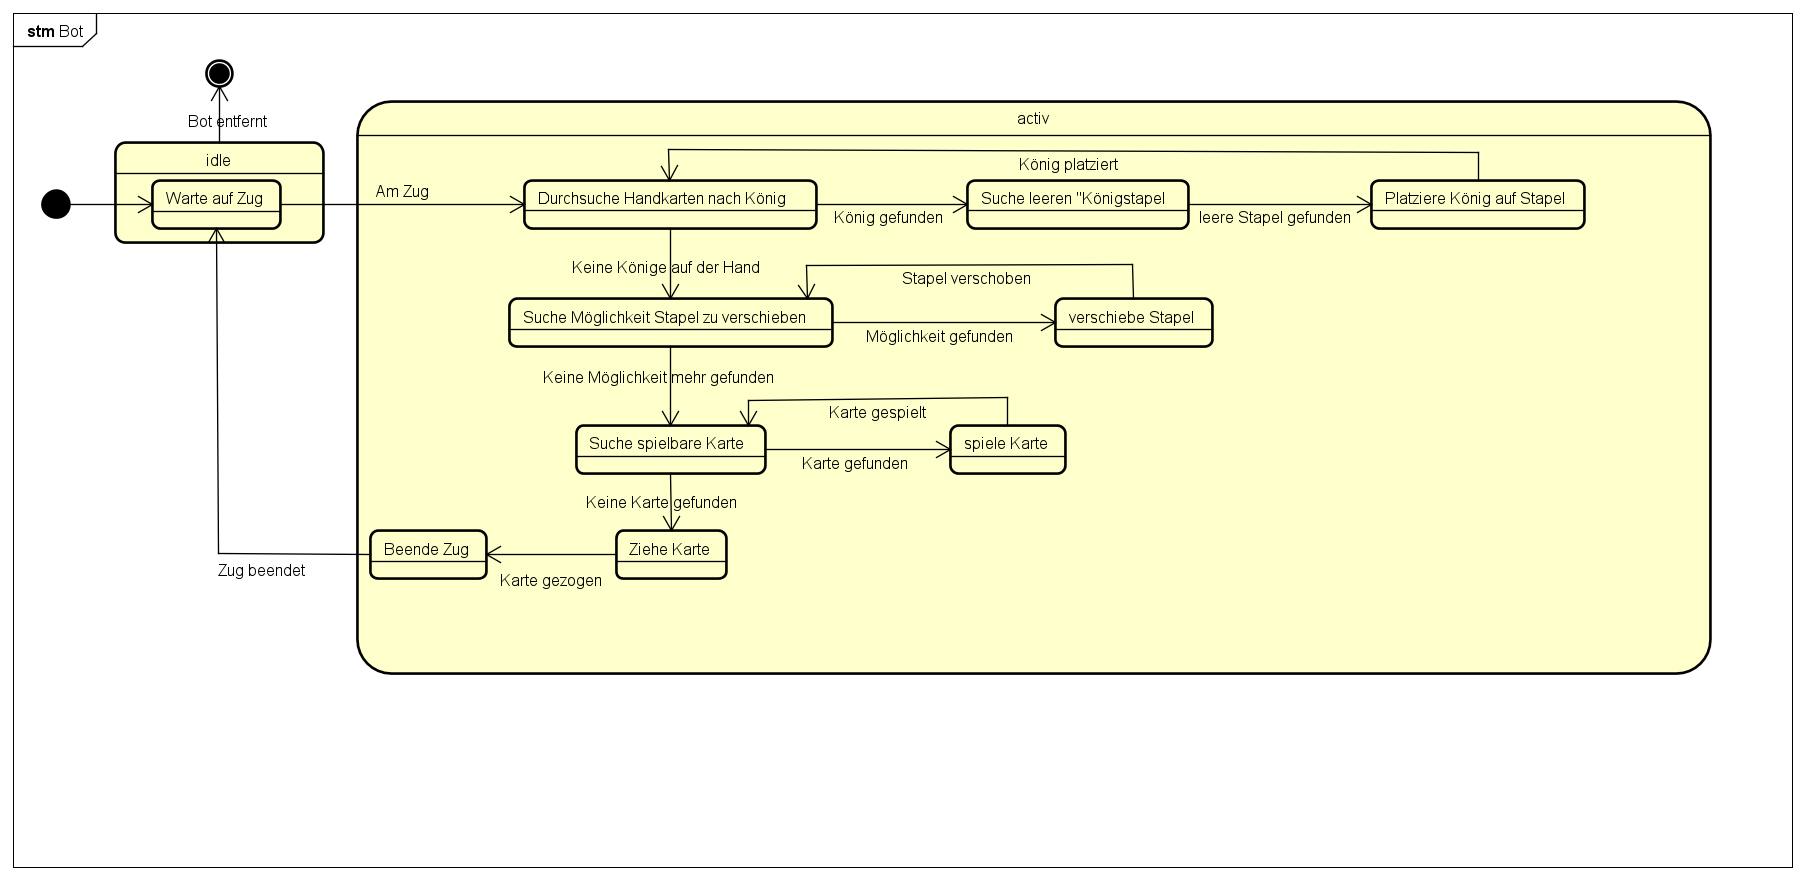 stm Bot
Bot entfernt
activ
idle
König platziert
Warte auf Zug
Am Zug
Durchsuche Handkarten nach König
Suche leeren "Königstapel
Platziere König auf Stapel
König gefunden
leere Stapel gefunden
Keine Könige auf der Hand
Stapel verschoben
Suche Möglichkeit Stapel zu verschieben
verschiebe Stapel
Möglichkeit gefunden
Keine Möglichkeit mehr gefunden
Karte gespielt
Suche spielbare Karte
spiele Karte
Karte gefunden
Keine Karte gefunden
Beende Zug
Ziehe Karte
Zug beendet
Karte gezogen